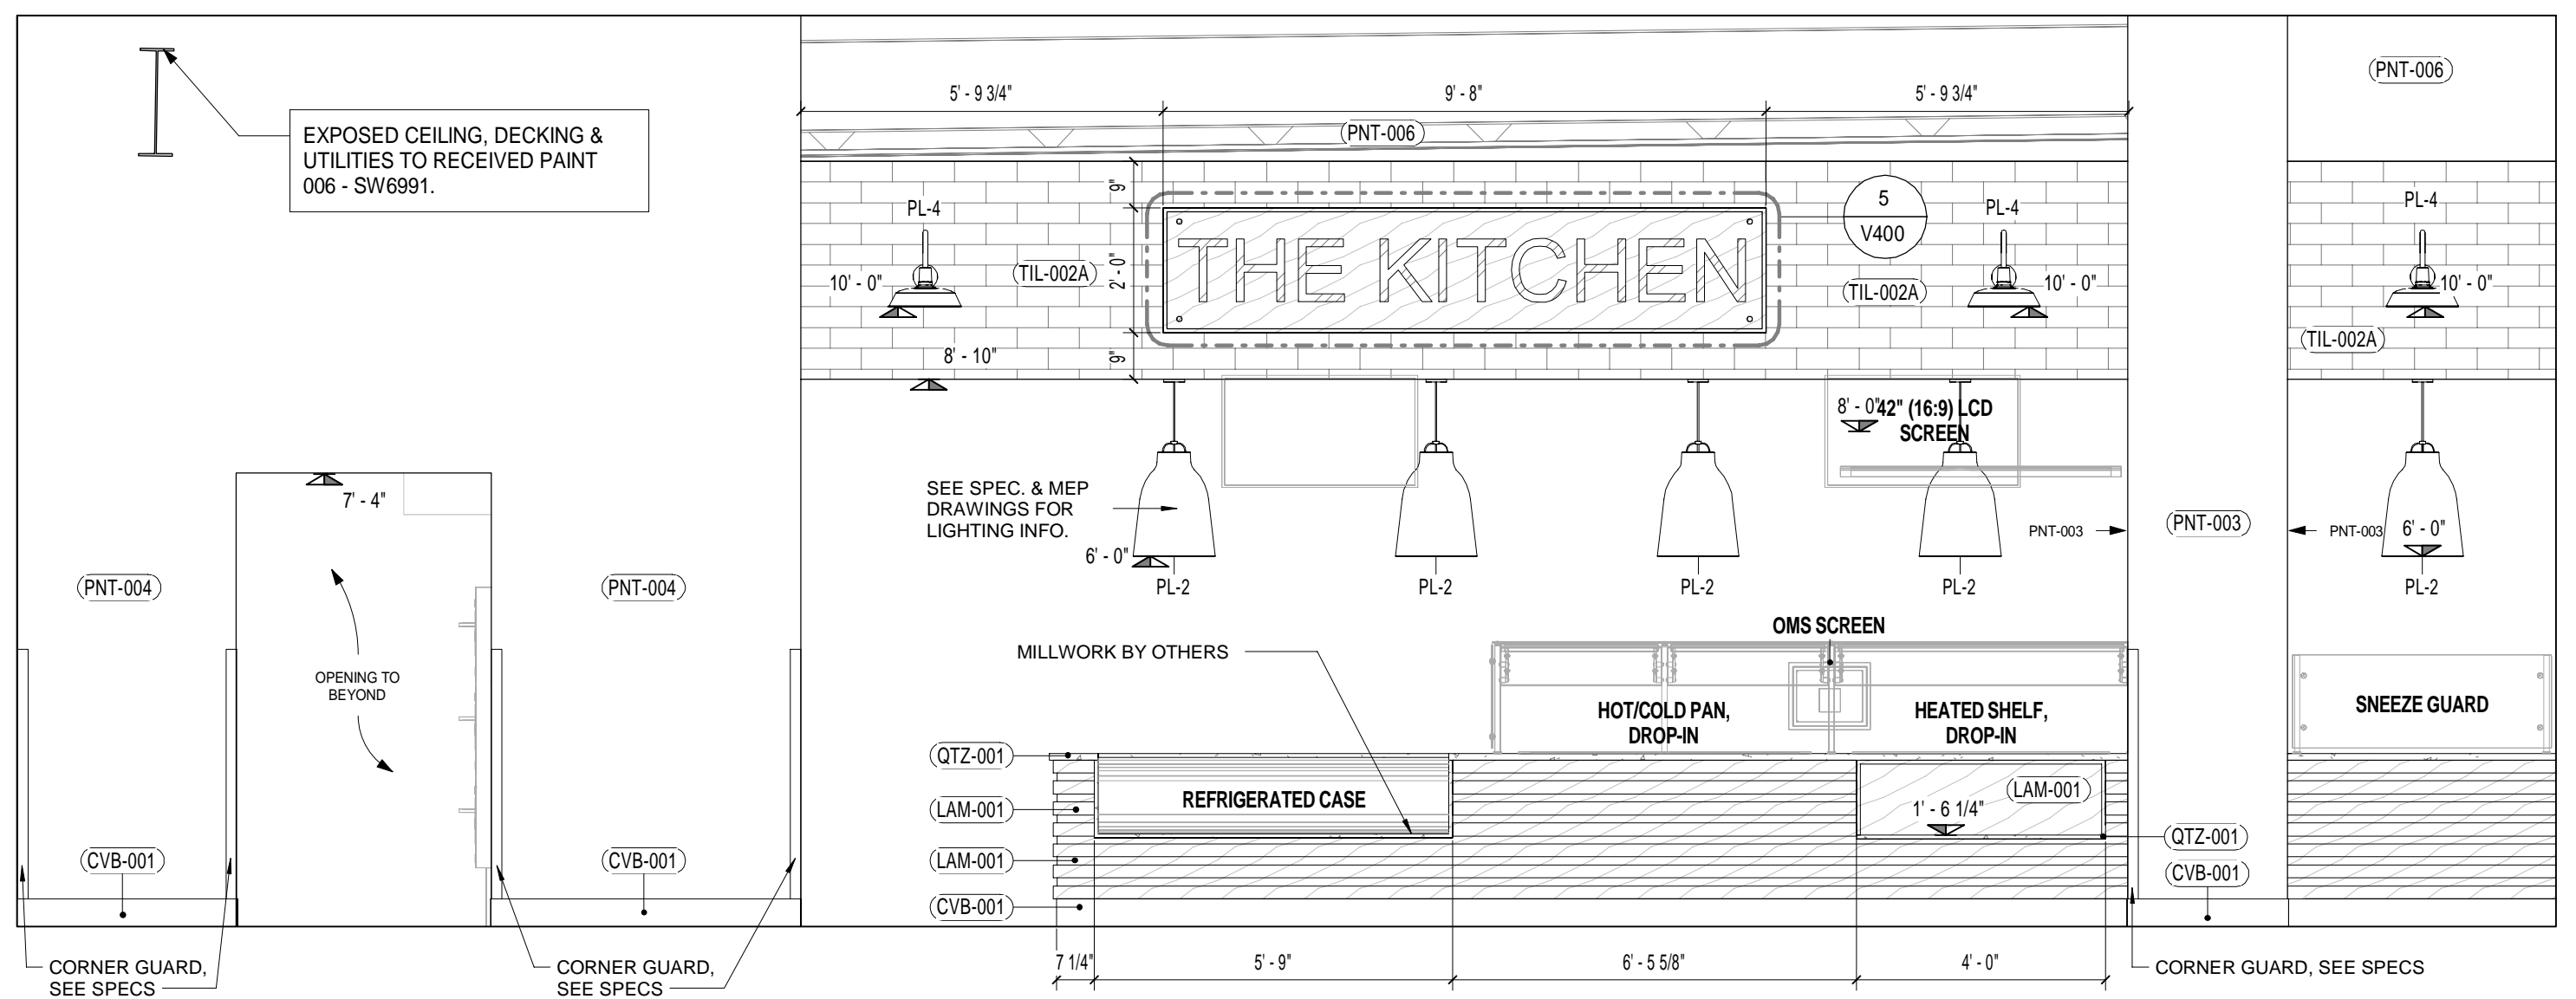 EXPOSED CEILING, DECKING &
UTILITIES TO RECEIVED PAINT
006 - SW6991.
5' - 9 3/4"
9' - 8"
5' - 9 3/4"
PNT-006
PNT-006
9"
2' - 0"
9"
THE KITCHEN
5
V400
PL-4
10' - 0"
TIL-002A
8' - 10"
PL-4
10' - 0"
TIL-002A
PL-4
10' - 0"
TIL-002A
8' - 0"
42" (16:9) LCD
SCREEN
7' - 4"
SEE SPEC. & MEP
DRAWINGS FOR
LIGHTING INFO.
6' - 0"
PL-2
PL-2
PL-2
PL-2
PNT-003
PNT-003
PNT-003
6' - 0"
PL-2
PNT-004
PNT-004
OPENING TO
BEYOND
MILLWORK BY OTHERS
OMS SCREEN
HOT/COLD PAN,
DROP-IN
HEATED SHELF,
DROP-IN
SNEEZE GUARD
QTZ-001
REFRIGERATED CASE
LAM-001
LAM-001
1' - 6 1/4"
QTZ-001
CVB-001
CVB-001
LAM-001
CVB-001
CVB-001
CORNER GUARD,
SEE SPECS
CORNER GUARD,
SEE SPECS
7 1/4"
5' - 9"
6' - 5 5/8"
4' - 0"
CORNER GUARD, SEE SPECS